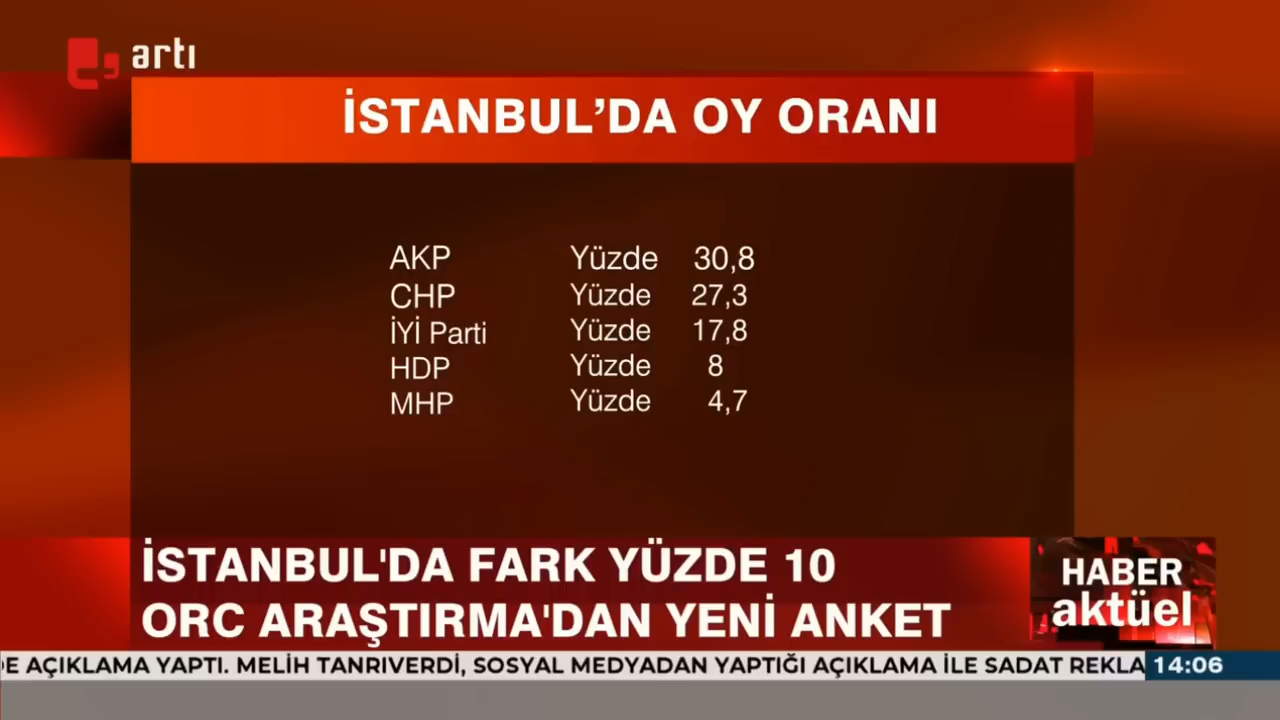 artı
İSTANBUL’DA OY ORANI
AKP Yüzde 30,8
CHP Yüzde 27,3
İYİ Parti Yüzde 17,8
HDP Yüzde 8
MHP Yüzde 4,7
İSTANBUL'DA FARK YÜZDE 10
ORC ARAŞTIRMA'DAN YENİ ANKET
HABER
aktüel
AÇIKLAMA YAPTI. MELİH TANRIVERDİ, SOSYAL MEDYADAN YAPTIĞI AÇIKLAMA İLE SADAT REKLA 14:06